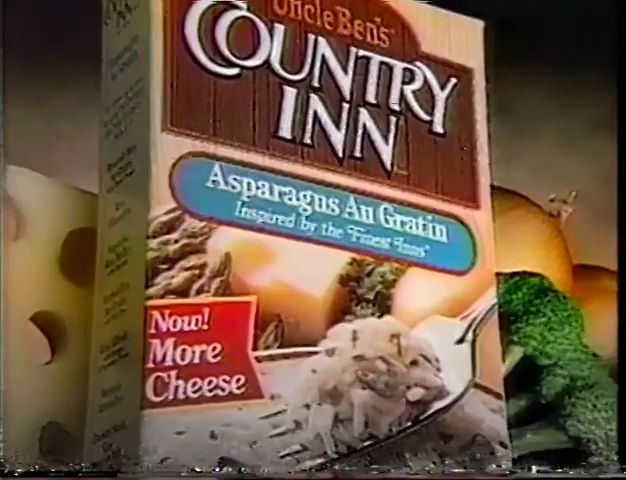 Uncle Ben's
COUNTRY
INN
Asparagus Au Gratin
Inspired by the "Finest Inns"
Now!
More
Cheese